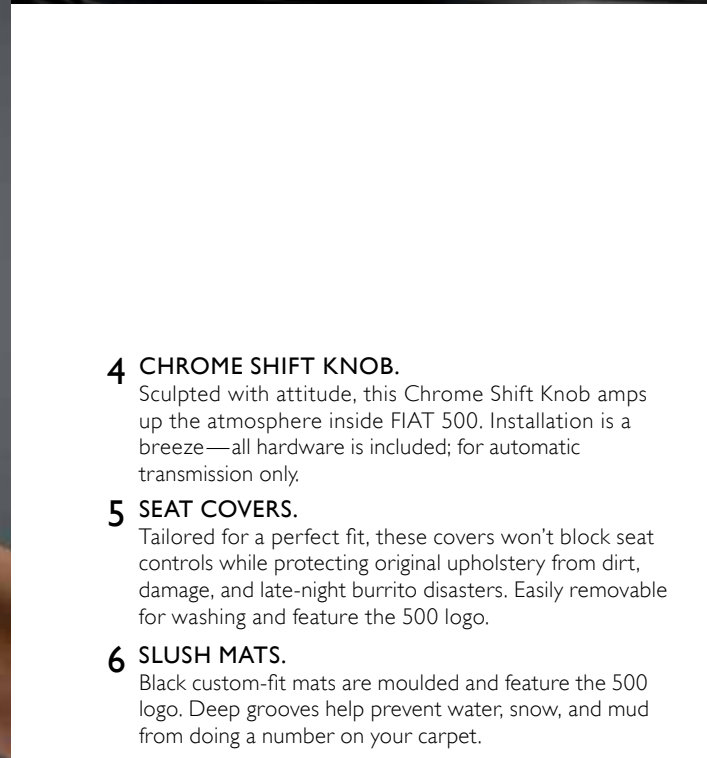 4 CHROME SHIFT KNOB.
Sculpted with attitude, this Chrome Shift Knob amps
up the atmosphere inside FIAT 500. Installation is a
breeze—all hardware is included; for automatic
transmission only.
5 SEAT COVERS.
Tailored for a perfect fit, these covers won’t block seat
controls while protecting original upholstery from dirt,
damage, and late-night burrito disasters. Easily removable
for washing and feature the 500 logo.
6 SLUSH MATS.
Black custom-fit mats are moulded and feature the 500
logo. Deep grooves help prevent water, snow, and mud
from doing a number on your carpet.